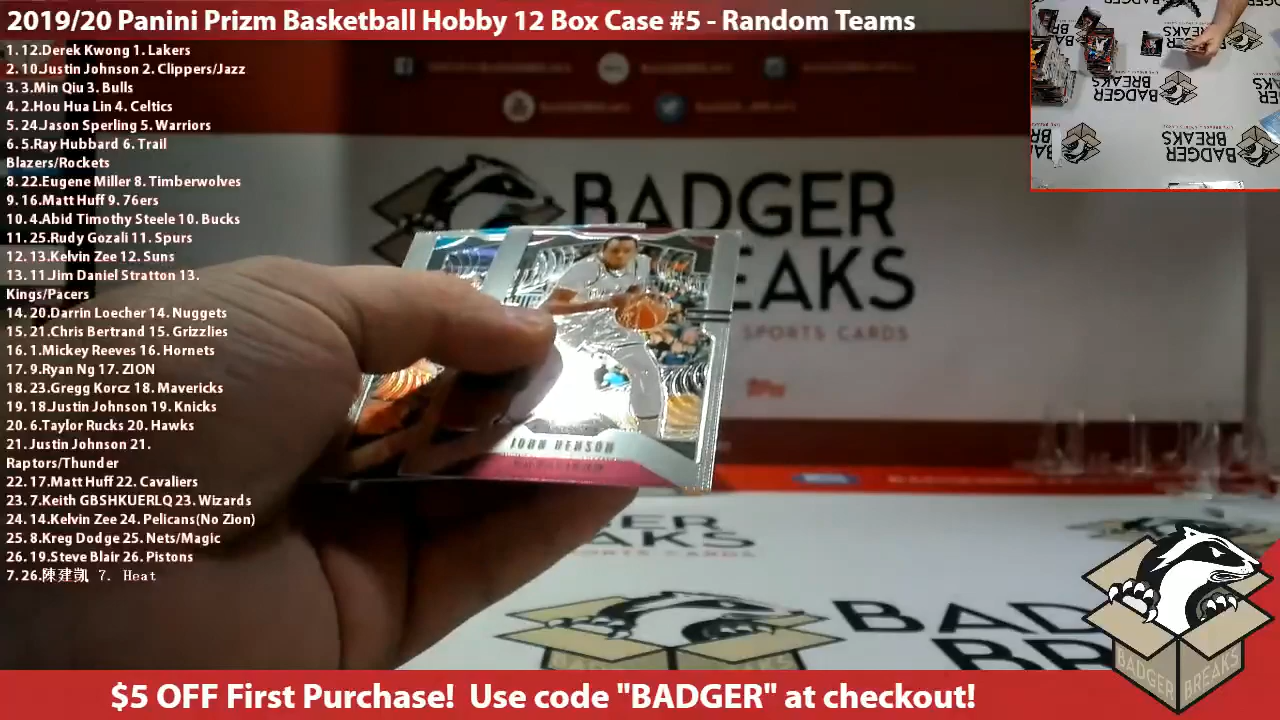 2019/20 Panini Prizm Basketball Hobby 12 Box Case #5 - Random Teams
1. 12.Derek Kwong 1. Lakers
2. 10.Justin Johnson 2. Clippers/Jazz
3. 3.Min Qiu 3. Bulls
4. 2.Hou Hua Lin 4. Celtics
5. 24.Jason Sperling 5. Warriors
6. 5.Ray Hubbard 6. Trail
Blazers/Rockets
8. 22.Eugene Miller 8. Timberwolves
9. 16.Matt Huff 9. 76ers
10. 4.Abid Timothy Steele 10. Bucks
11. 25.Rudy Gozali 11. Spurs
12. 13.Kelvin Zee 12. Suns
13. 11.Jim Daniel Stratton 13.
Kings/Pacers
14. 20.Darrin Loecher 14. Nuggets
15. 21.Chris Bertrand 15. Grizzlies
16. 1.Mickey Reeves 16. Hornets
17. 9.Ryan Ng 17. ZION
18. 23.Gregg Korcz 18. Mavericks
19. 18.Justin Johnson 19. Knicks
20. 6.Taylor Rucks 20. Hawks
21. Justin Johnson 21.
Raptors/Thunder
22. 17.Matt Huff 22. Cavaliers
23. 7.Keith GBSHKUERLQ 23. Wizards
24. 14.Kelvin Zee 24. Pelicans(No Zion)
25. 8.Kreg Dodge 25. Nets/Magic
26. 19.Steve Blair 26. Pistons
7. 26.陳建凱 7. Heat
BADGER
EAKS
SPORTS CARDS
JOHN HENSON
BADGER
BREAKS
BADGER BREAKS
$5 OFF First Purchase! Use code "BADGER" at checkout!